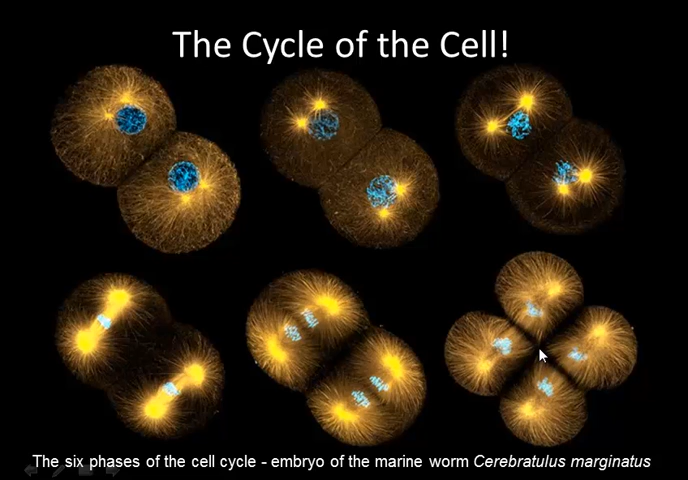 The Cycle of the Cell!
The six phases of the cell cycle - embryo of the marine worm Cerebratulus marginatus